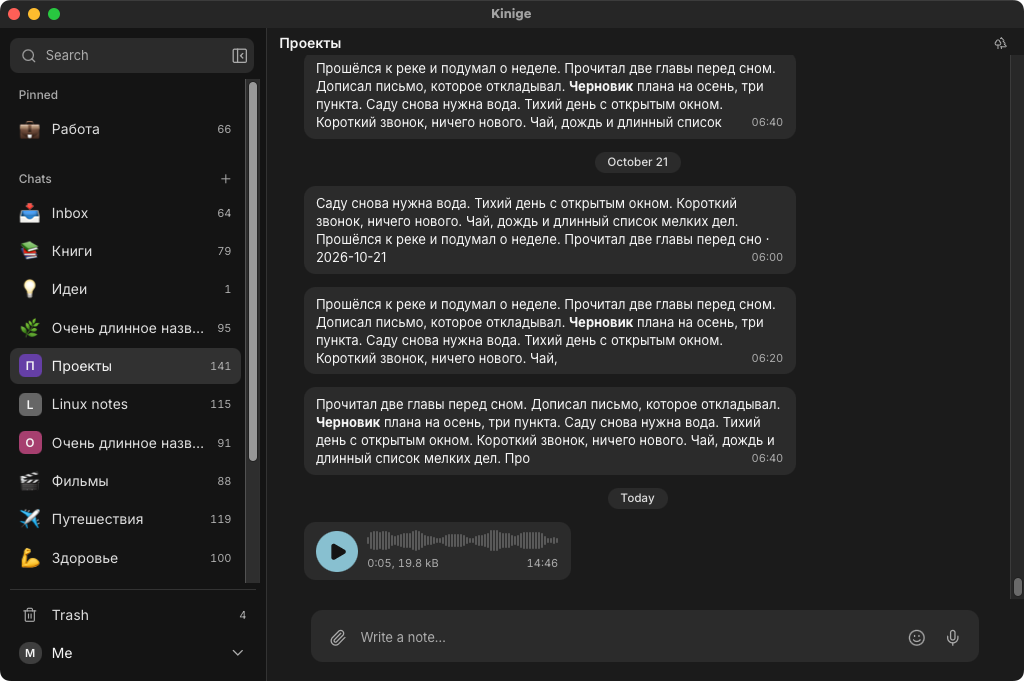 Kinige
Search
Pinned
Работа 66
Chats
Inbox 64
Книги 79
Идеи 1
Очень длинное назв... 95
П Проекты 141
L Linux notes 115
О Очень длинное назв... 91
Фильмы 88
Путешествия 119
Здоровье 100
Trash 4
M Me
Проекты
Прошёлся к реке и подумал о неделе. Прочитал две главы перед сном.
Дописал письмо, которое откладывал. Черновик плана на осень, три
пункта. Саду снова нужна вода. Тихий день с открытым окном.
Короткий звонок, ничего нового. Чай, дождь и длинный список 06:40
October 21
Саду снова нужна вода. Тихий день с открытым окном. Короткий
звонок, ничего нового. Чай, дождь и длинный список мелких дел.
Прошёлся к реке и подумал о неделе. Прочитал две главы перед сно ·
2026-10-21 06:00
Прошёлся к реке и подумал о неделе. Прочитал две главы перед сном.
Дописал письмо, которое откладывал. Черновик плана на осень, три
пункта. Саду снова нужна вода. Тихий день с открытым окном.
Короткий звонок, ничего нового. Чай, 06:20
Прочитал две главы перед сном. Дописал письмо, которое откладывал.
Черновик плана на осень, три пункта. Саду снова нужна вода. Тихий
день с открытым окном. Короткий звонок, ничего нового. Чай, дождь и
длинный список мелких дел. Про 06:40
Today
0:05, 19.8 kB 14:46
Write a note...